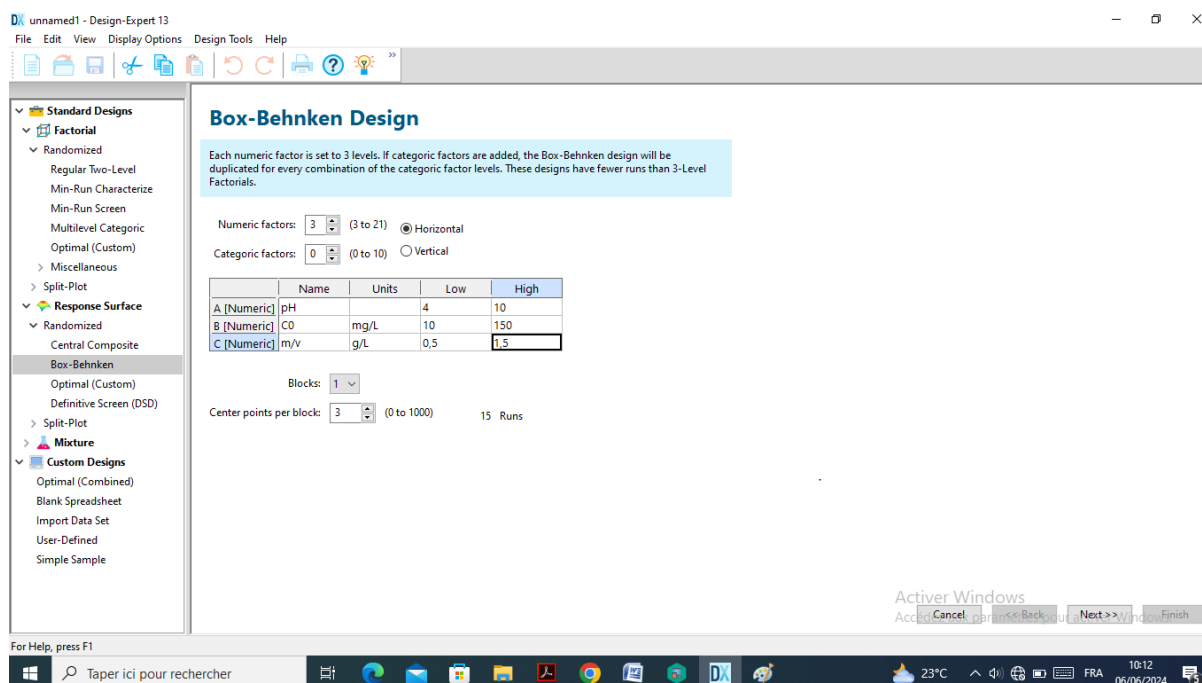 unnamed1 - Design-Expert 13
File Edit View Display Options Design Tools Help
Standard Designs
Factorial
Randomized
Regular Two-Level
Min-Run Characterize
Min-Run Screen
Multilevel Categoric
Optimal (Custom)
Miscellaneous
Split-Plot
Response Surface
Randomized
Central Composite
Box-Behnken
Optimal (Custom)
Definitive Screen (DSD)
Split-Plot
Mixture
Custom Designs
Optimal (Combined)
Blank Spreadsheet
Import Data Set
User-Defined
Simple Sample
Box-Behnken Design
Each numeric factor is set to 3 levels. If categoric factors are added, the Box-Behnken design will be
duplicated for every combination of the categoric factor levels. These designs have fewer runs than 3-Level
Factorials.
Numeric factors: 3 (3 to 21) Horizontal
Categoric factors: 0 (0 to 10) Vertical
Name Units Low High
A [Numeric] pH 4 10
B [Numeric] C0 mg/L 10 150
C [Numeric] m/v g/L 0,5 1,5
Blocks: 1
Center points per block: 3 (0 to 1000) 15 Runs
Activer Windows
Cancel << Back Next >> Finish
For Help, press F1
Taper ici pour rechercher
23°C FRA 10:12
06/06/2024